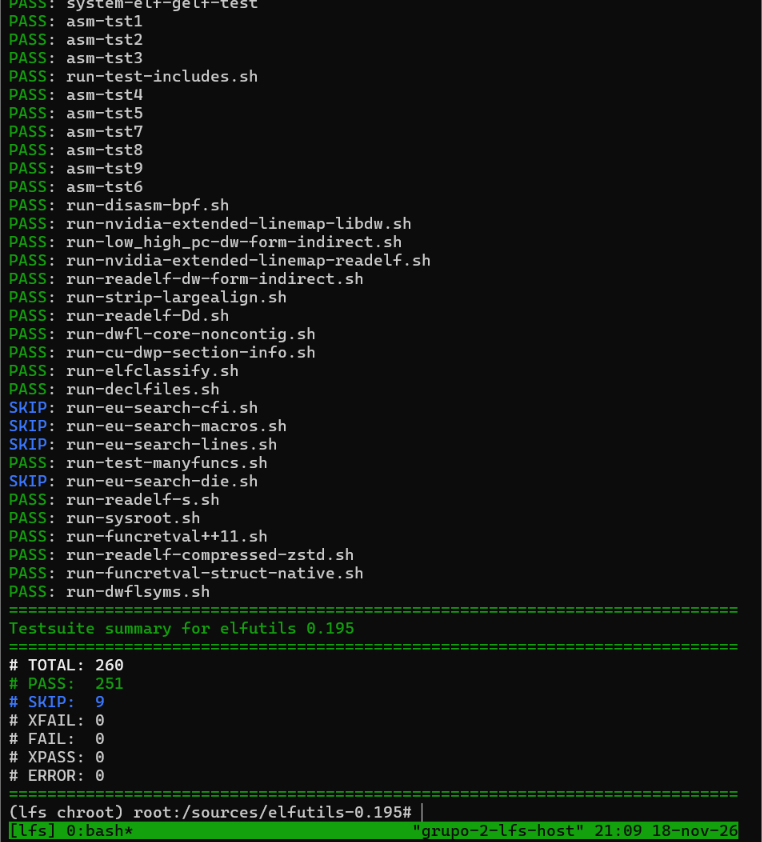 PASS: system-elf-gelf-test
PASS: asm-tst1
PASS: asm-tst2
PASS: asm-tst3
PASS: run-test-includes.sh
PASS: asm-tst4
PASS: asm-tst5
PASS: asm-tst7
PASS: asm-tst8
PASS: asm-tst9
PASS: asm-tst6
PASS: run-disasm-bpf.sh
PASS: run-nvidia-extended-linemap-libdw.sh
PASS: run-low_high_pc-dw-form-indirect.sh
PASS: run-nvidia-extended-linemap-readelf.sh
PASS: run-readelf-dw-form-indirect.sh
PASS: run-strip-largealign.sh
PASS: run-readelf-Dd.sh
PASS: run-dwfl-core-noncontig.sh
PASS: run-cu-dwp-section-info.sh
PASS: run-elfclassify.sh
PASS: run-declfiles.sh
SKIP: run-eu-search-cfi.sh
SKIP: run-eu-search-macros.sh
SKIP: run-eu-search-lines.sh
PASS: run-test-manyfuncs.sh
SKIP: run-eu-search-die.sh
PASS: run-readelf-s.sh
PASS: run-sysroot.sh
PASS: run-funcretval++11.sh
PASS: run-readelf-compressed-zstd.sh
PASS: run-funcretval-struct-native.sh
PASS: run-dwflsyms.sh
============================================================================
Testsuite summary for elfutils 0.195
============================================================================
# TOTAL: 260
# PASS:  251
# SKIP:  9
# XFAIL: 0
# FAIL:  0
# XPASS: 0
# ERROR: 0
============================================================================
(lfs chroot) root:/sources/elfutils-0.195#
[lfs] 0:bash* "grupo-2-lfs-host" 21:09 18-nov-26